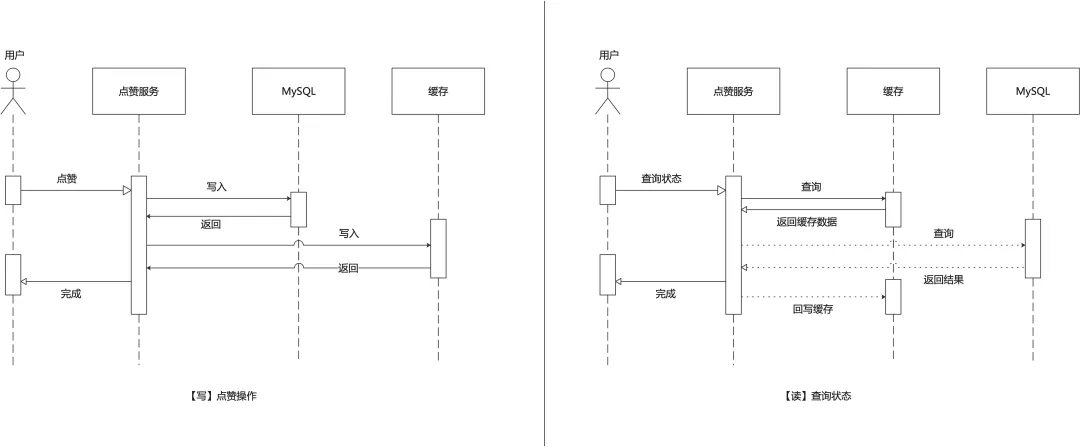 用户
点赞服务
MySQL
缓存
点赞
写入
返回
写入
返回
完成
【写】点赞操作
用户
点赞服务
缓存
MySQL
查询状态
查询
返回缓存数据
查询
返回结果
完成
回写缓存
【读】查询状态